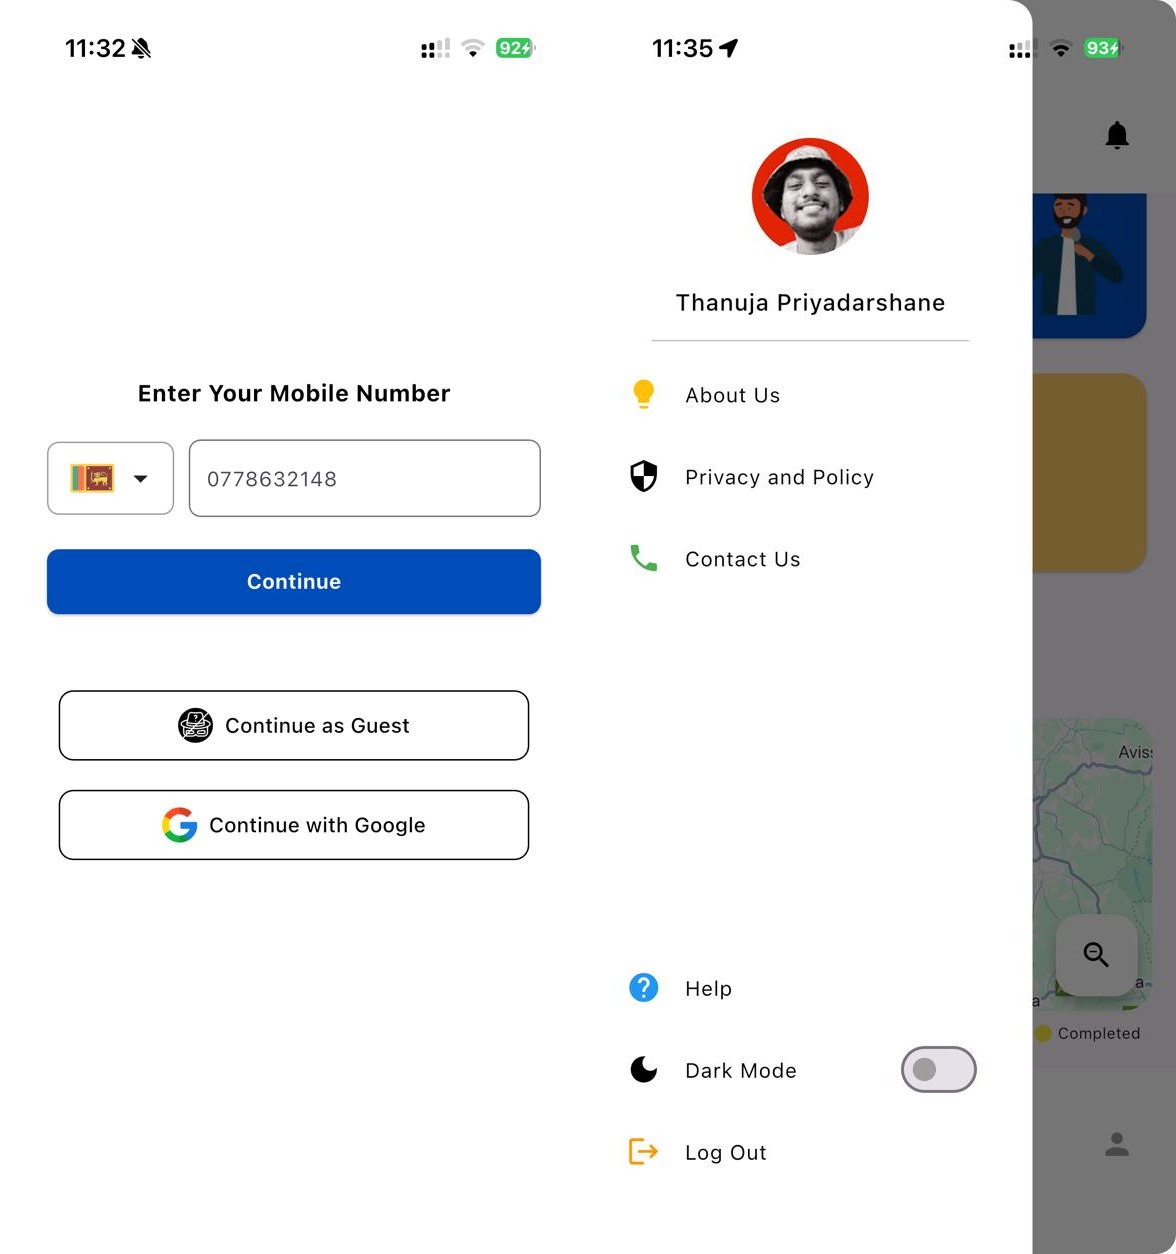 11:32
92
Enter Your Mobile Number
0778632148
Continue
Continue as Guest
Continue with Google
11:35
93
Thanuja Priyadarshane
About Us
Privacy and Policy
Contact Us
Help
Dark Mode
Log Out
Aviss
a
a
Completed